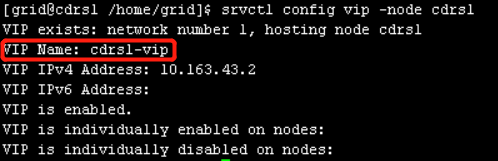 [grid@cdrsl /home/grid]$ srvctl config vip -node cdrsl
VIP exists: network number 1, hosting node cdrsl
VIP Name: cdrsl-vip
VIP IPv4 Address: 10.163.43.2
VIP IPv6 Address:
VIP is enabled.
VIP is individually enabled on nodes:
VIP is individually disabled on nodes: